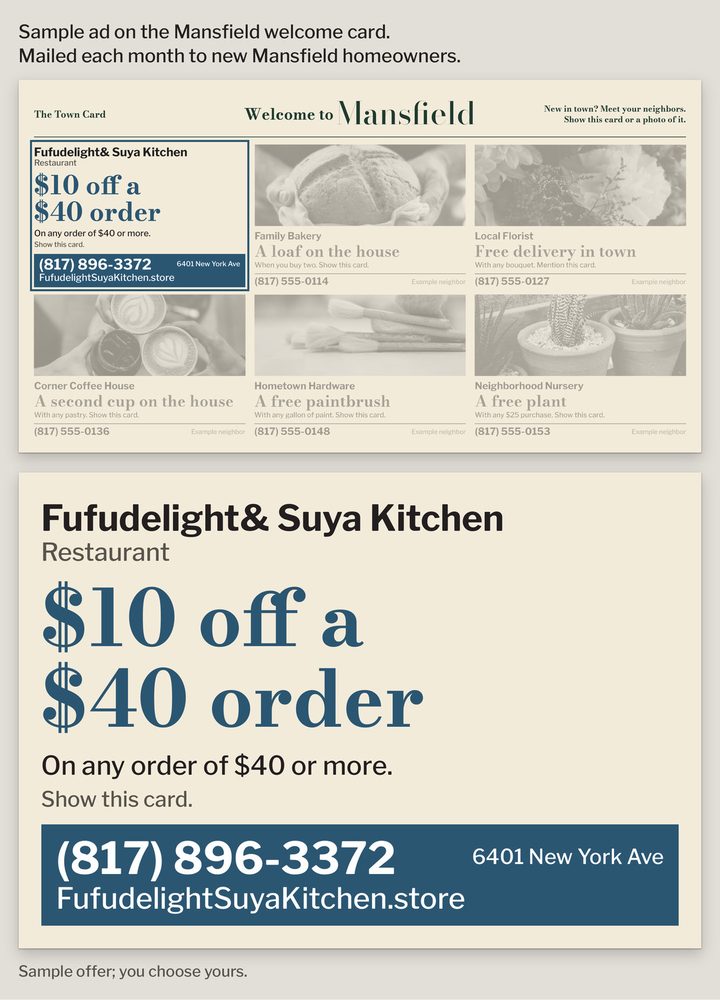 Sample ad on the Mansfield welcome card.
Mailed each month to new Mansfield homeowners.
The Town Card
Welcome to Mansfield
New in town? Meet your neighbors.
Show this card or a photo of it.
Fufudelight& Suya Kitchen
Restaurant
$10 off a
$40 order
On any order of $40 or more.
Show this card.
(817) 896-3372
6401 New York Ave
FufudelightSuyaKitchen.store
Family Bakery
A loaf on the house
When you buy two. Show this card.
(817) 555-0114
Example neighbor
Local Florist
Free delivery in town
With any bouquet. Mention this card.
(817) 555-0127
Example neighbor
Corner Coffee House
A second cup on the house
With any pastry. Show this card.
(817) 555-0136
Example neighbor
Hometown Hardware
A free paintbrush
With any gallon of paint. Show this card.
(817) 555-0148
Example neighbor
Neighborhood Nursery
A free plant
With any $25 purchase. Show this card.
(817) 555-0153
Example neighbor
Fufudelight& Suya Kitchen
Restaurant
$10 off a
$40 order
On any order of $40 or more.
Show this card.
(817) 896-3372
6401 New York Ave
FufudelightSuyaKitchen.store
Sample offer; you choose yours.